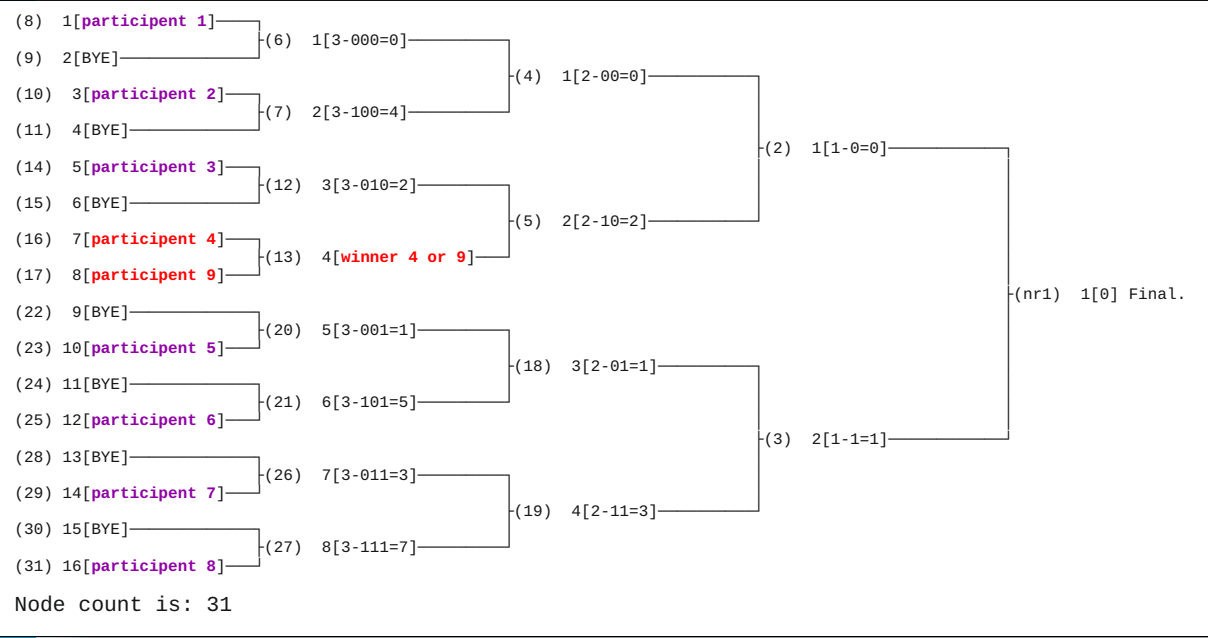 (8) 1[participent 1]
(6) 1[3-000=0]
(9) 2[BYE]
(4) 1[2-00=0]
(10) 3[participent 2]
(7) 2[3-100=4]
(11) 4[BYE]
(2) 1[1-0=0]
(14) 5[participent 3]
(12) 3[3-010=2]
(15) 6[BYE]
(5) 2[2-10=2]
(16) 7[participent 4]
(13) 4[winner 4 or 9]
(17) 8[participent 9]
(nr1) 1[0] Final.
(22) 9[BYE]
(20) 5[3-001=1]
(23) 10[participent 5]
(18) 3[2-01=1]
(24) 11[BYE]
(21) 6[3-101=5]
(25) 12[participent 6]
(3) 2[1-1=1]
(28) 13[BYE]
(26) 7[3-011=3]
(29) 14[participent 7]
(19) 4[2-11=3]
(30) 15[BYE]
(27) 8[3-111=7]
(31) 16[participent 8]
Node count is: 31